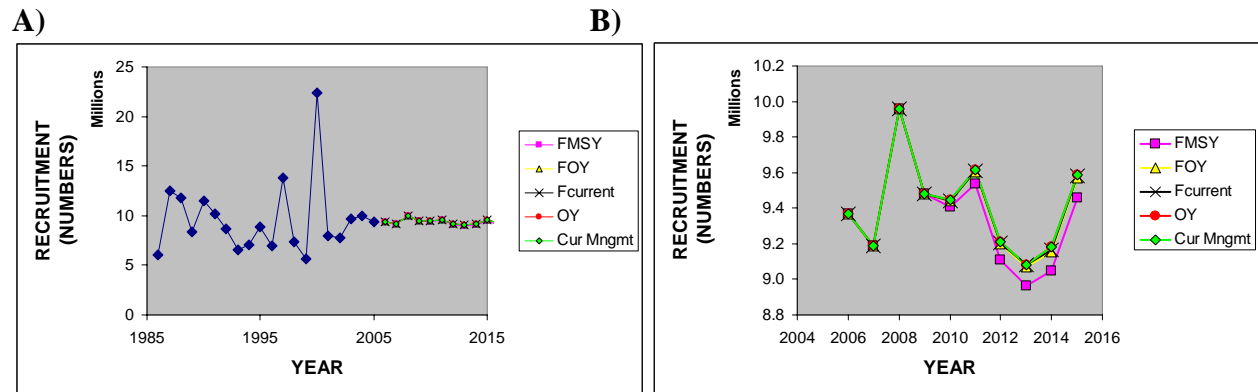 A)
RECRUITMENT
(NUMBERS)
Millions
25
20
15
10
5
0
1985 1995 2005 2015
YEAR
FMSY
FOY
Fcurrent
OY
Cur Mngmt
B)
RECRUITMENT
(NUMBERS)
Millions
10.2
10.0
9.8
9.6
9.4
9.2
9.0
8.8
2004 2006 2008 2010 2012 2014 2016
YEAR
FMSY
FOY
Fcurrent
OY
Cur Mngmt